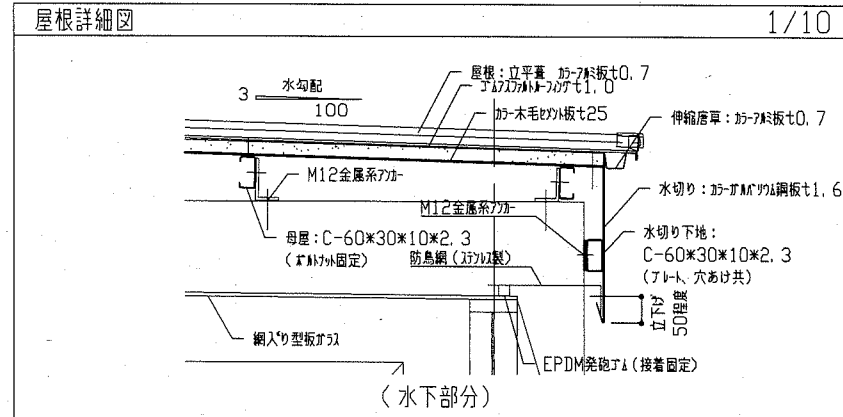 屋根詳細図
1/10
水勾配
3
100
屋根：立平葺 カラーアルミ板t0,7
ゴムアスファルトルーフィングt1,0
カラー木毛セメント板t25
伸縮唐草：カラーアルミ板t0,7
M12金属系アンカー
水切り：カラーガルバリウム鋼板t1,6
M12金属系アンカー
母屋：C-60*30*10*2,3
（ボルトナット固定）
水切り下地：
C-60*30*10*2,3
（プレート、穴あけ共）
防鳥網（ステンレス製）
立下げ
50程度
網入り型板ガラス
EPDM発砲ゴム（接着固定）
（水下部分）